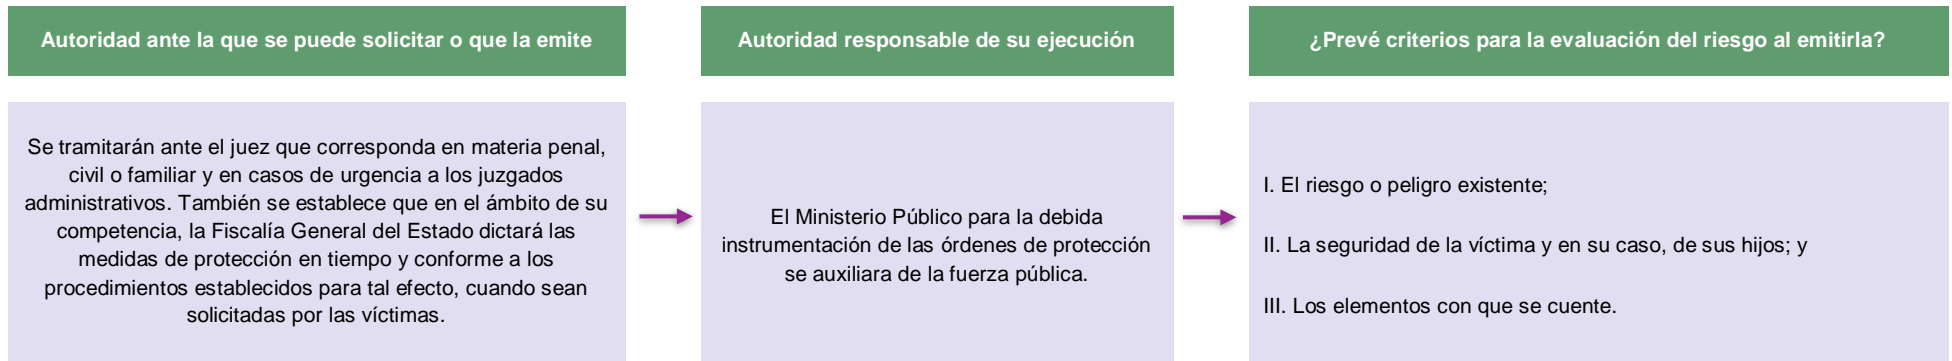 Autoridad ante la que se puede solicitar o que la emite
Se tramitarán ante el juez que corresponda en materia penal,
civil o familiar y en casos de urgencia a los juzgados
administrativos. También se establece que en el ámbito de su
competencia, la Fiscalía General del Estado dictará las
medidas de protección en tiempo y conforme a los
procedimientos establecidos para tal efecto, cuando sean
solicitadas por las víctimas.
Autoridad responsable de su ejecución
El Ministerio Público para la debida
instrumentación de las órdenes de protección
se auxiliara de la fuerza pública.
¿Prevé criterios para la evaluación del riesgo al emitirla?
I. El riesgo o peligro existente;
II. La seguridad de la víctima y en su caso, de sus hijos; y
III. Los elementos con que se cuente.